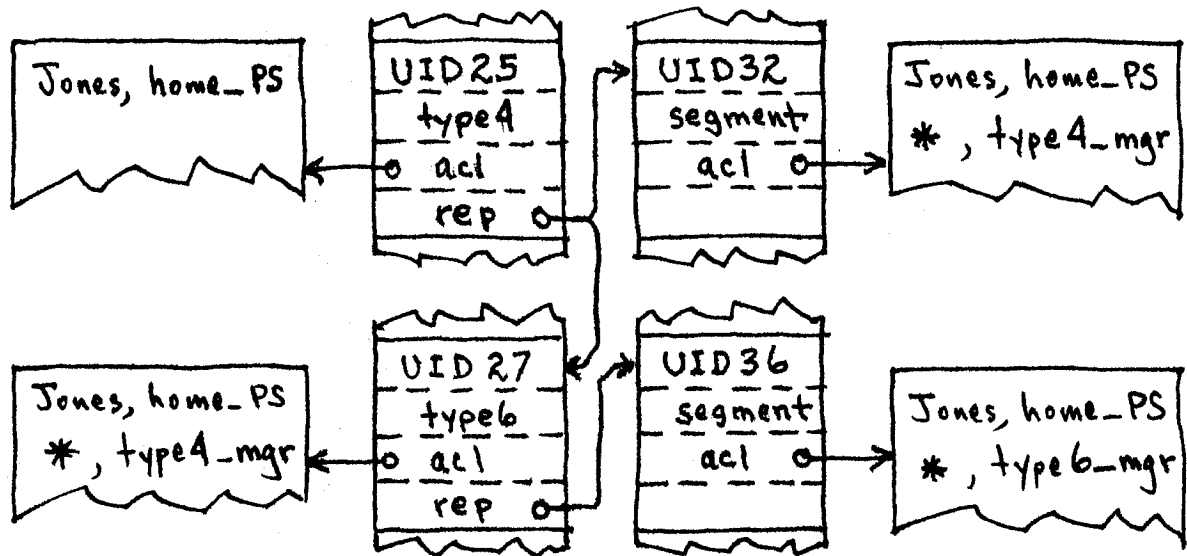 Jones, home_PS
UID25
type4
acl
rep
UID32
segment
acl
Jones, home_PS
*, type4_mgr
Jones, home_PS
*, type4_mgr
UID27
type6
acl
rep
UID36
segment
acl
Jones, home_PS
*, type6_mgr